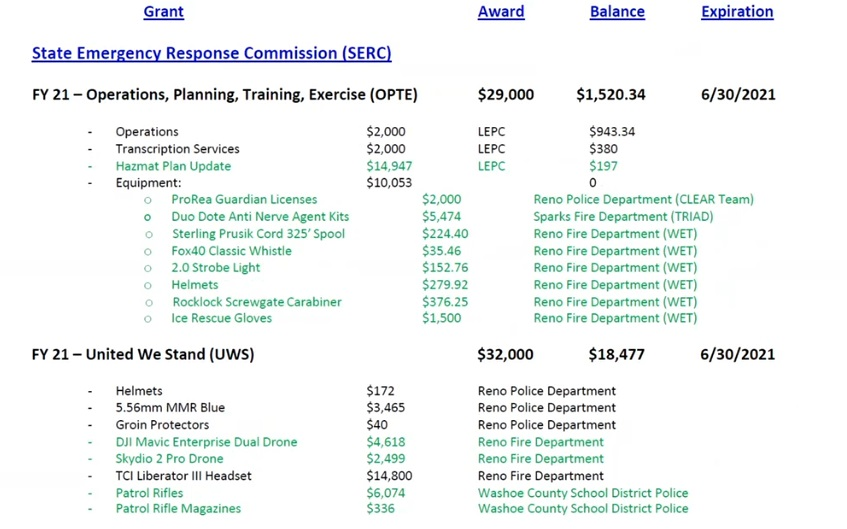 Grant Award Balance Expiration
State Emergency Response Commission (SERC)
FY 21 – Operations, Planning, Training, Exercise (OPTE) $29,000 $1,520.34 6/30/2021
- Operations $2,000 LEPC $943.34
- Transcription Services $2,000 LEPC $380
- Hazmat Plan Update $14,947 LEPC $197
- Equipment: $10,053 0
o ProRea Guardian Licenses $2,000 Reno Police Department (CLEAR Team)
o Duo Dote Anti Nerve Agent Kits $5,474 Sparks Fire Department (TRIAD)
o Sterling Prusik Cord 325’ Spool $224.40 Reno Fire Department (WET)
o Fox40 Classic Whistle $35.46 Reno Fire Department (WET)
o 2.0 Strobe Light $152.76 Reno Fire Department (WET)
o Helmets $279.92 Reno Fire Department (WET)
o Rocklock Screwgate Carabiner $376.25 Reno Fire Department (WET)
o Ice Rescue Gloves $1,500 Reno Fire Department (WET)
FY 21 – United We Stand (UWS) $32,000 $18,477 6/30/2021
- Helmets $172 Reno Police Department
- 5.56mm MMR Blue $3,465 Reno Police Department
- Groin Protectors $40 Reno Police Department
- DJI Mavic Enterprise Dual Drone $4,618 Reno Fire Department
- Skydio 2 Pro Drone $2,499 Reno Fire Department
- TCI Liberator III Headset $14,800 Reno Fire Department
- Patrol Rifles $6,074 Washoe County School District Police
- Patrol Rifle Magazines $336 Washoe County School District Police